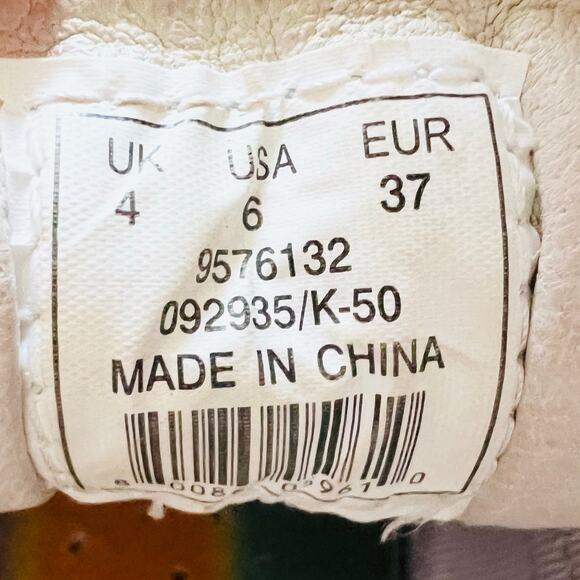 UK USA EUR
4 6 37
9576132
092935/K-50
MADE IN CHINA